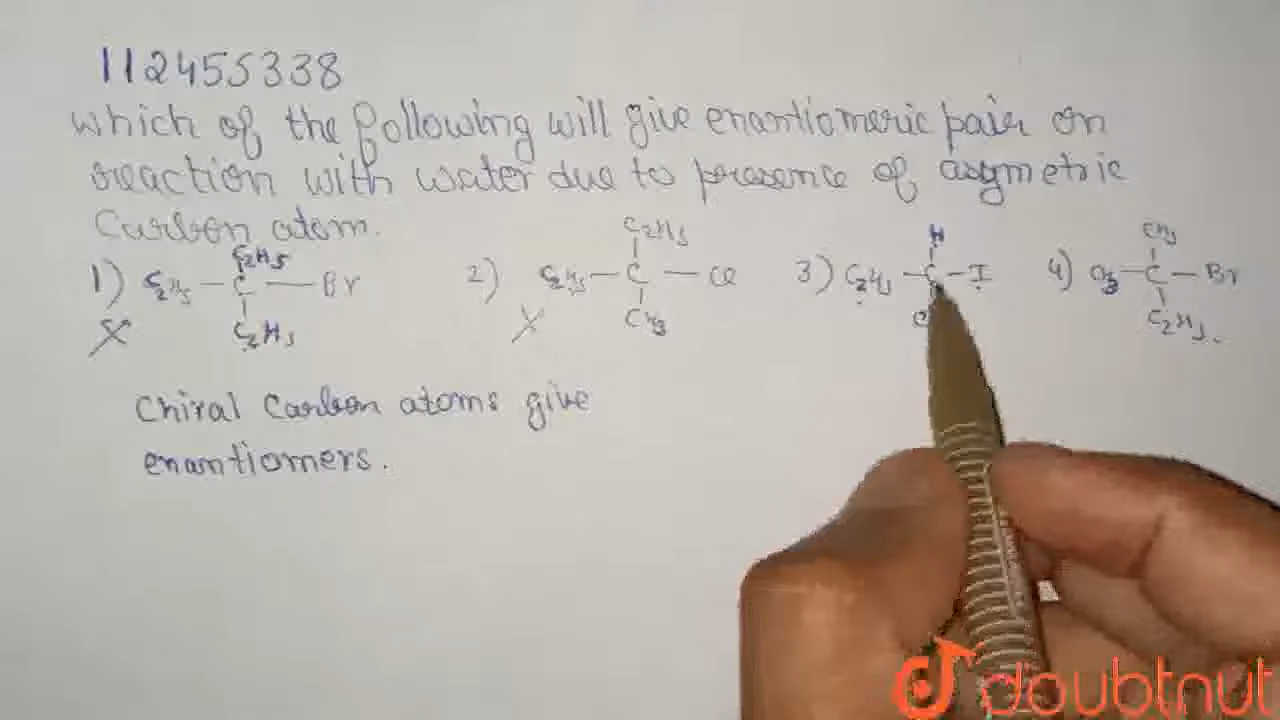 112455338
which of the following will give enantiomeric pair on
reaction with water due to presence of asymetric
Carbon atom.
1) C2H5 - C - Br
C2H5
C2H5
X
2) C2H5 - C - Cl
C2H5
CH3
X
3) C2H5 - C - I
H
C
4) CH3 - C - Br
CH3
C2H5.
Chiral Carbon atoms give
enantiomers.
doubtnut